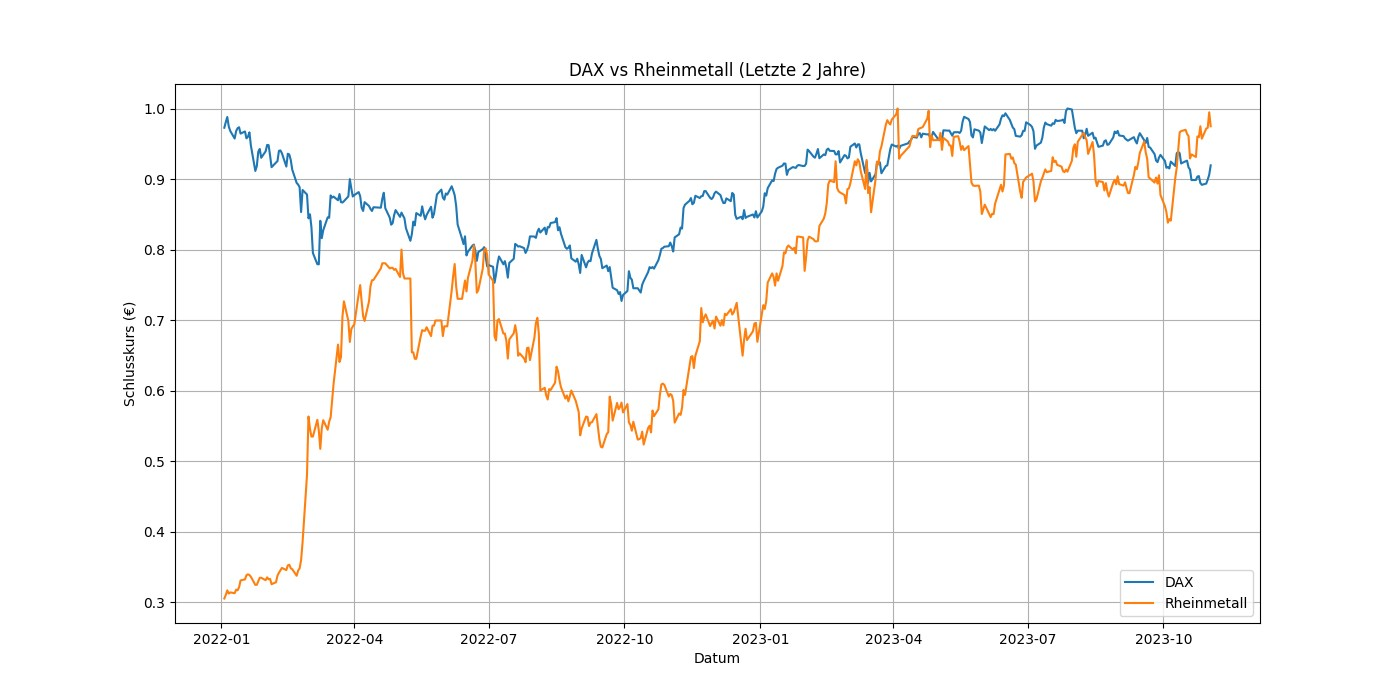 DAX vs Rheinmetall (Letzte 2 Jahre)
1.0
0.9
0.8
0.7
0.6
0.5
0.4
0.3
Schlusskurs (€)
2022-01 2022-04 2022-07 2022-10 2023-01 2023-04 2023-07 2023-10
Datum
DAX
Rheinmetall